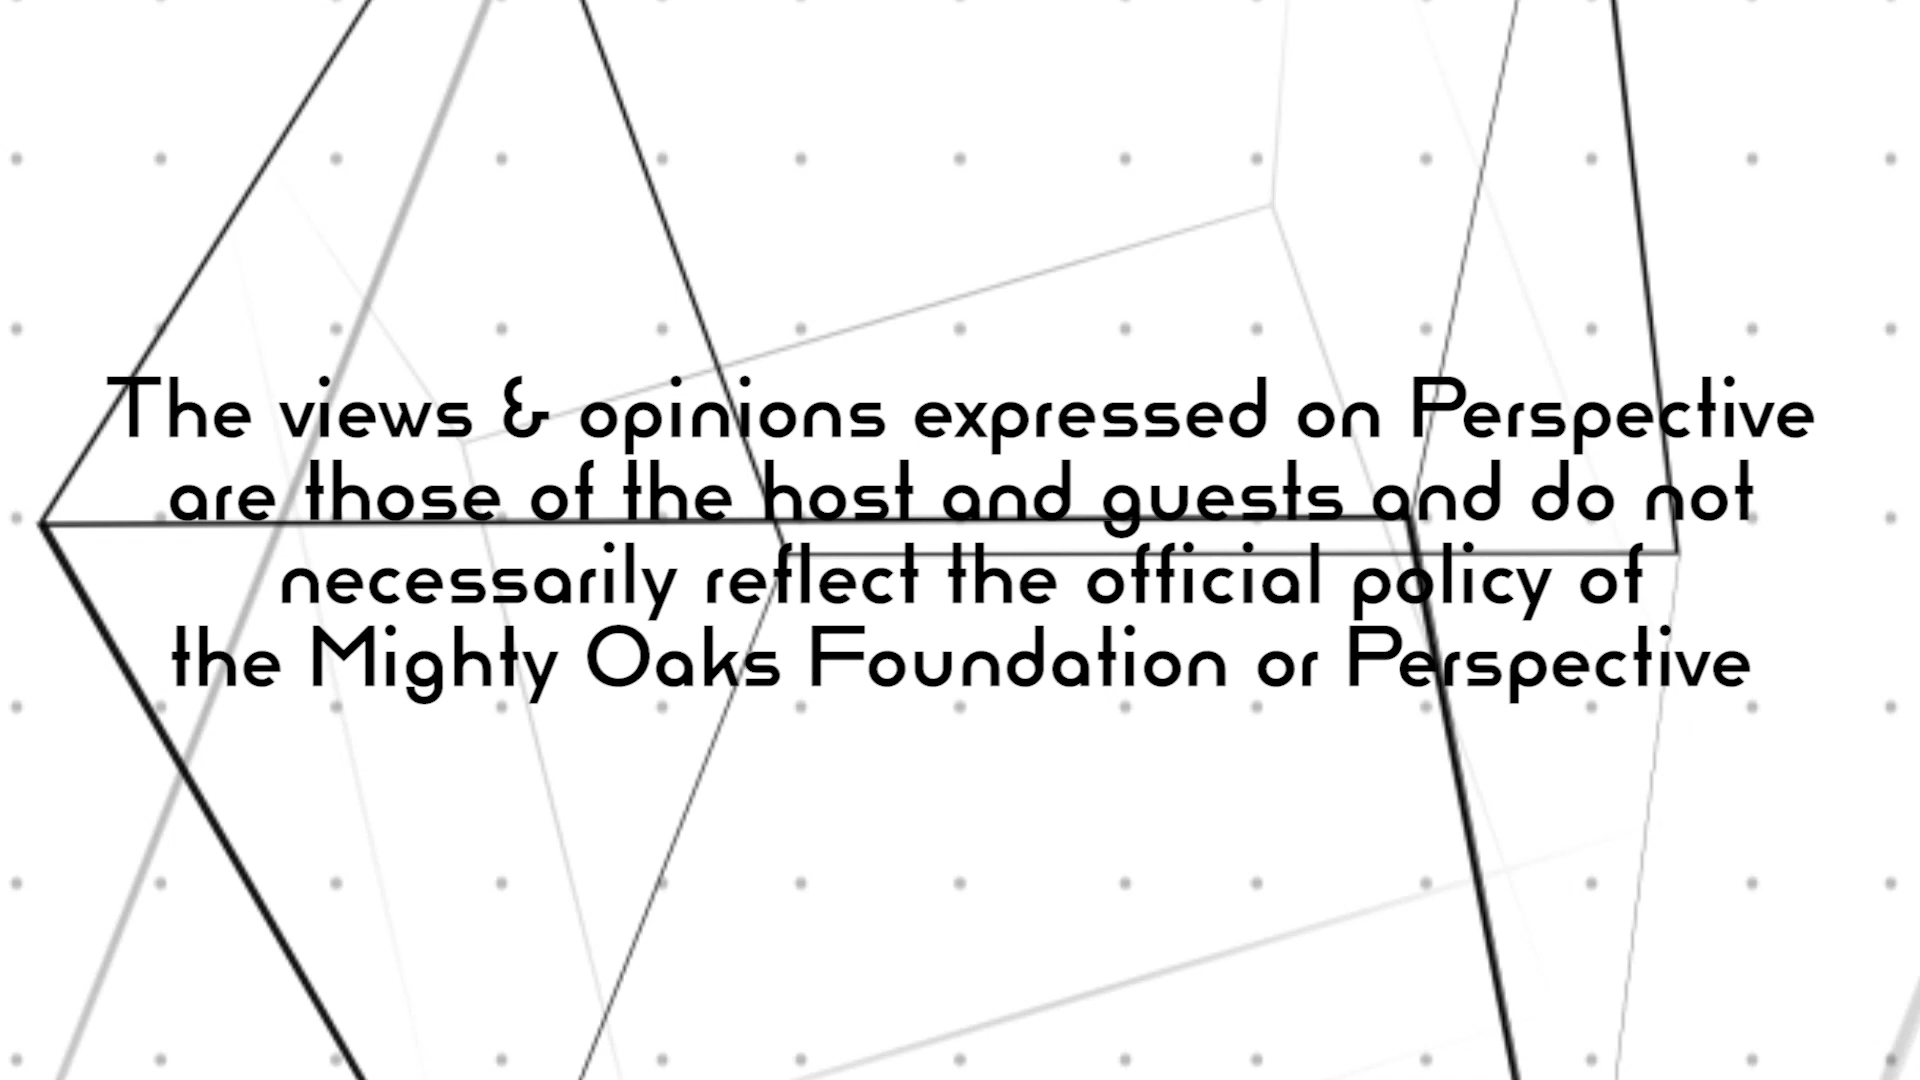 The views & opinions expressed on Perspective
are those of the host and guests and do not
necessarily reflect the official policy of
the Mighty Oaks Foundation or Perspective